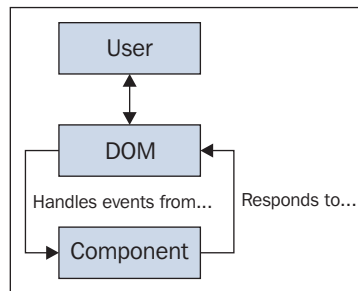 User
DOM
Handles events from...
Responds to...
Component